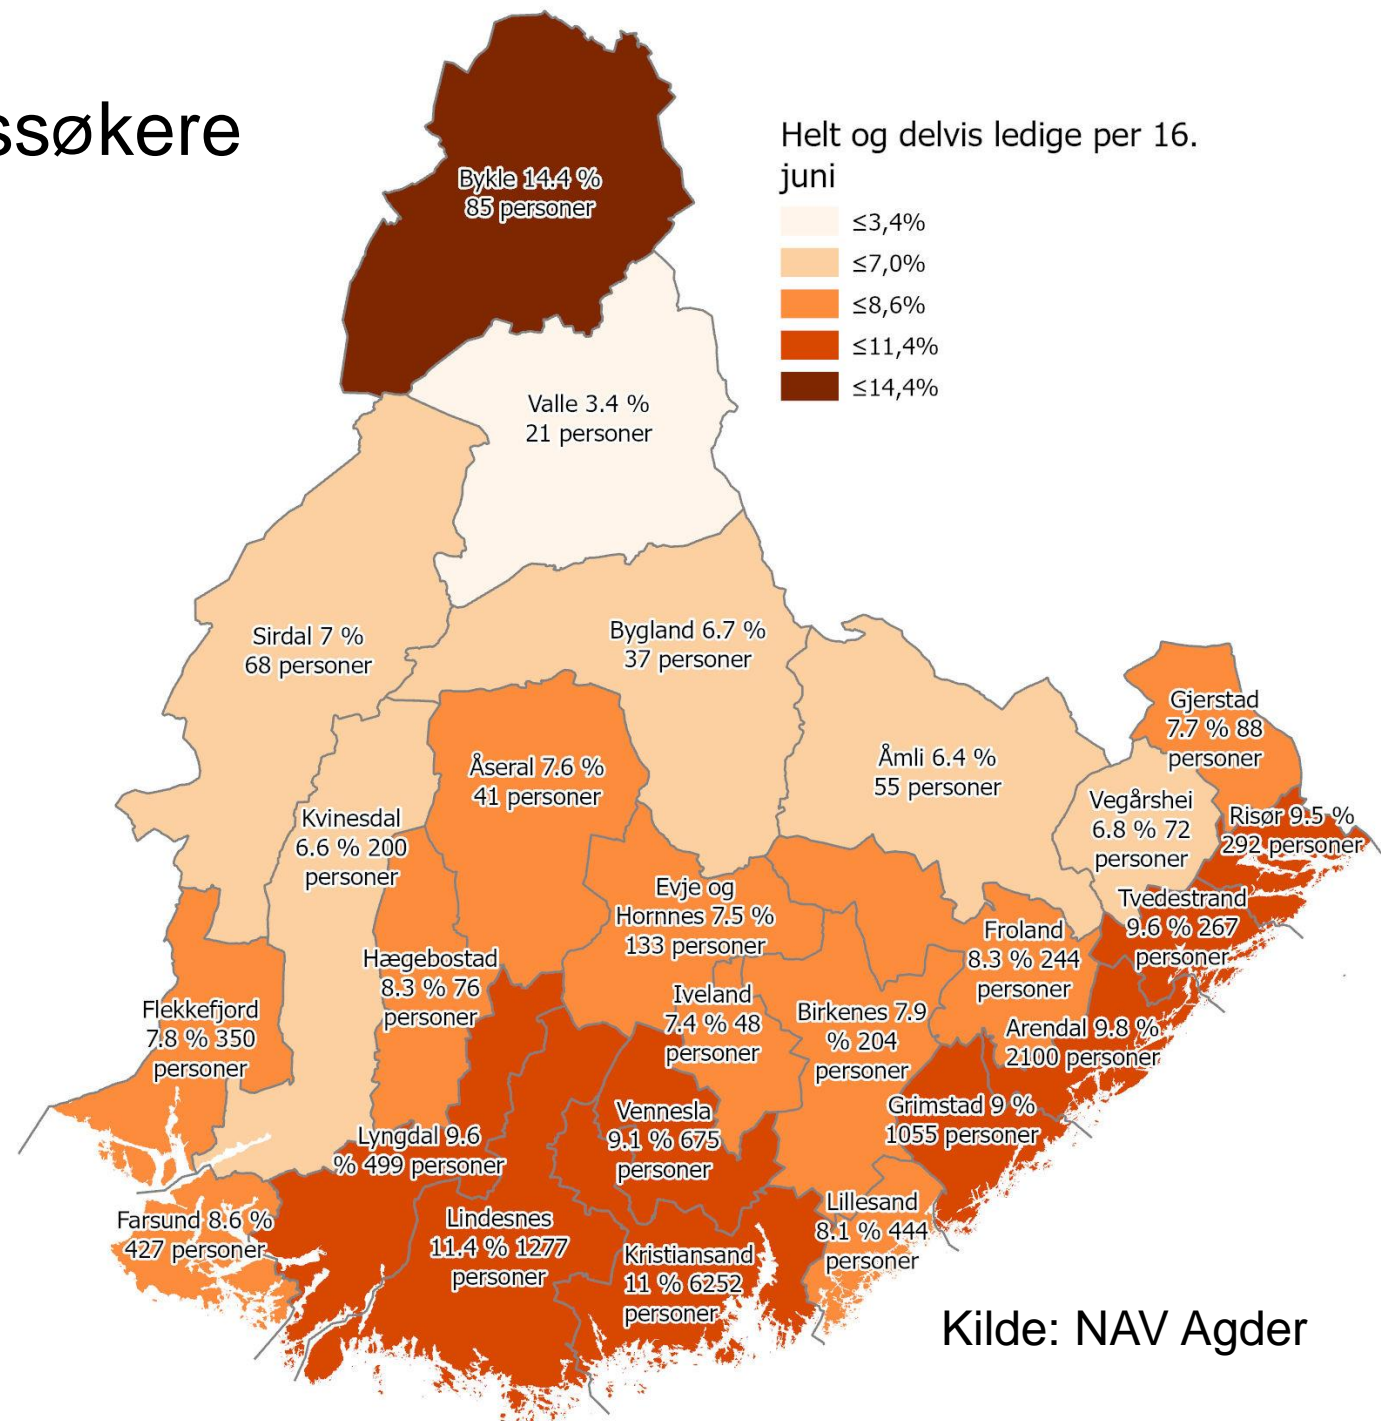 ssøkere
Helt og delvis ledige per 16.
juni
≤3,4%
≤7,0%
≤8,6%
≤11,4%
≤14,4%
Bykle 14.4 %
85 personer
Valle 3.4 %
21 personer
Sirdal 7 %
68 personer
Bygland 6.7 %
37 personer
Gjerstad
7.7 % 88
personer
Åseral 7.6 %
41 personer
Åmli 6.4 %
55 personer
Kvinesdal
6.6 % 200
personer
Vegårshei
6.8 % 72
personer
Risør 9.5 %
292 personer
Evje og
Hornnes 7.5 %
133 personer
Tvedestrand
9.6 % 267
personer
Froland
8.3 % 244
personer
Hægebostad
8.3 % 76
personer
Flekkefjord
7.8 % 350
personer
Iveland
7.4 % 48
personer
Birkenes 7.9
% 204
personer
Arendal 9.8 %
2100 personer
Grimstad 9 %
1055 personer
Vennesla
9.1 % 675
personer
Lyngdal 9.6
% 499 personer
Farsund 8.6 %
427 personer
Lindesnes
11.4 % 1277
personer
Kristiansand
11 % 6252
personer
Lillesand
8.1 % 444
personer
Kilde: NAV Agder